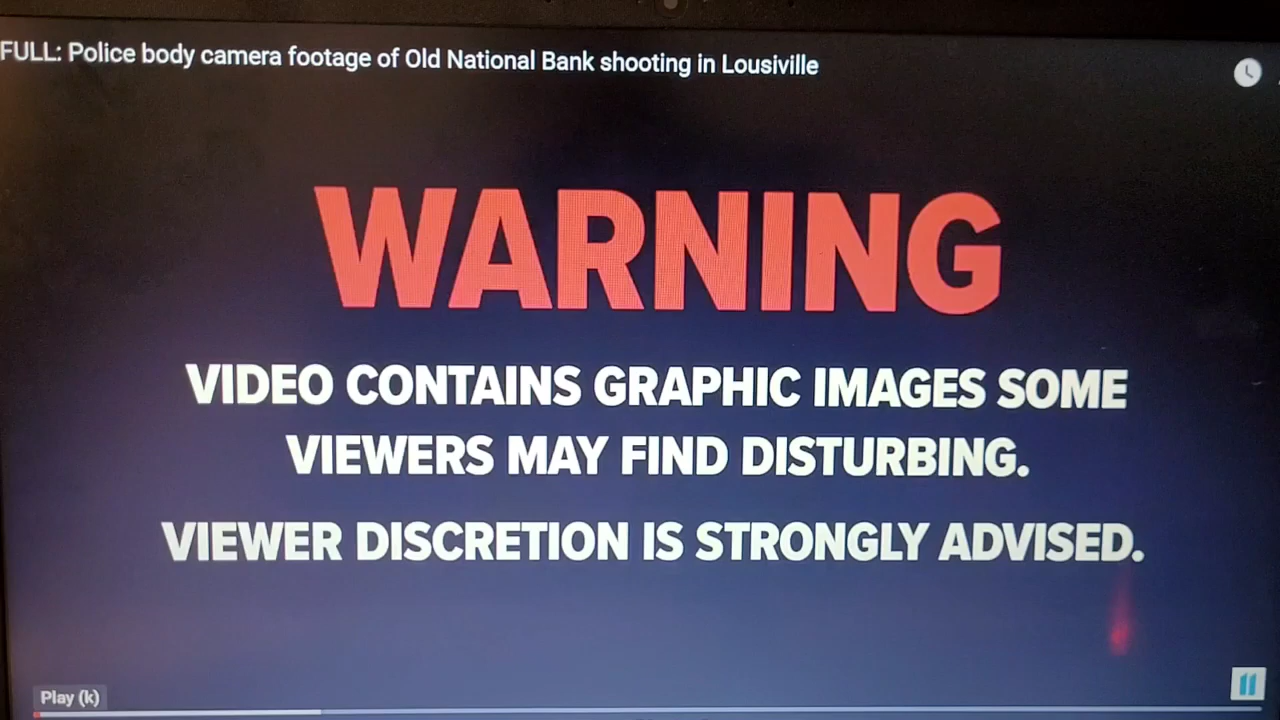 FULL: Police body camera footage of Old National Bank shooting in Lousiville
WARNING
VIDEO CONTAINS GRAPHIC IMAGES SOME
VIEWERS MAY FIND DISTURBING.
VIEWER DISCRETION IS STRONGLY ADVISED.
Play (k)